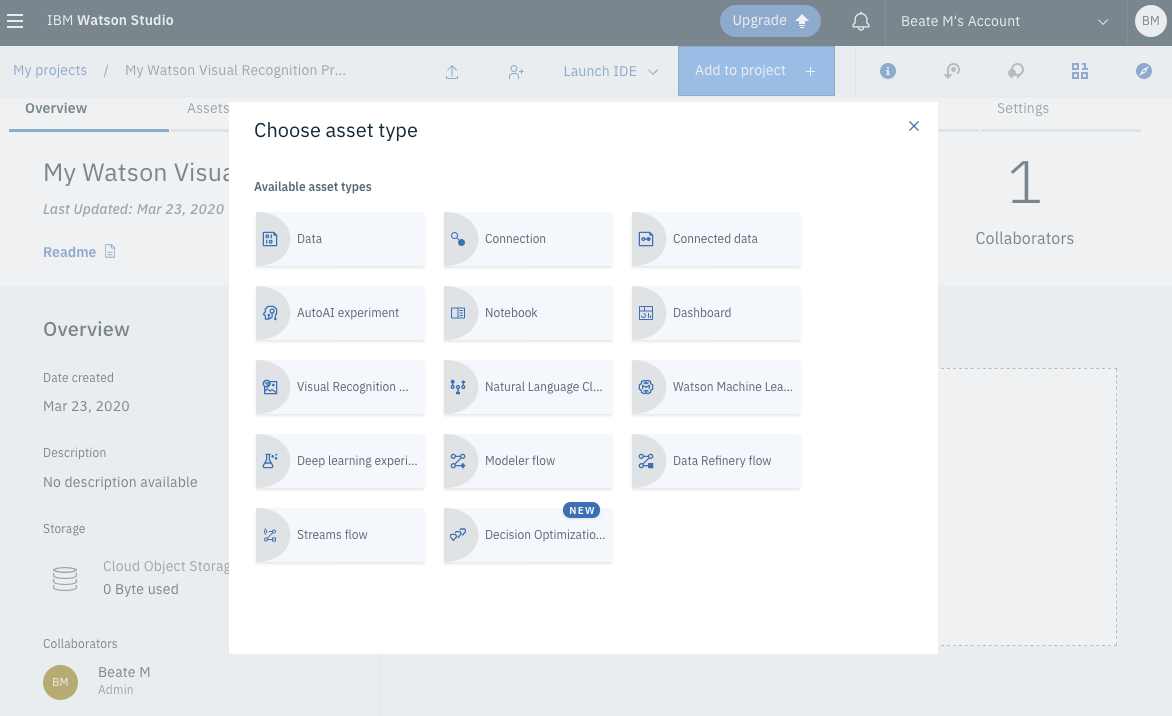 IBM Watson Studio
Upgrade
Beate M's Account
BM
My projects / My Watson Visual Recognition Pr...
Launch IDE
Add to project +
Overview
Assets
Settings
Choose asset type
My Watson Visua
Last Updated: Mar 23, 2020
Readme
1
Collaborators
Available asset types
Data
Connection
Connected data
AutoAI experiment
Notebook
Dashboard
Visual Recognition ...
Natural Language Cl...
Watson Machine Lea...
Deep learning experi...
Modeler flow
Data Refinery flow
Streams flow
NEW
Decision Optimizatio...
Overview
Date created
Mar 23, 2020
Description
No description available
Storage
Cloud Object Storag
0 Byte used
Collaborators
BM
Beate M
Admin